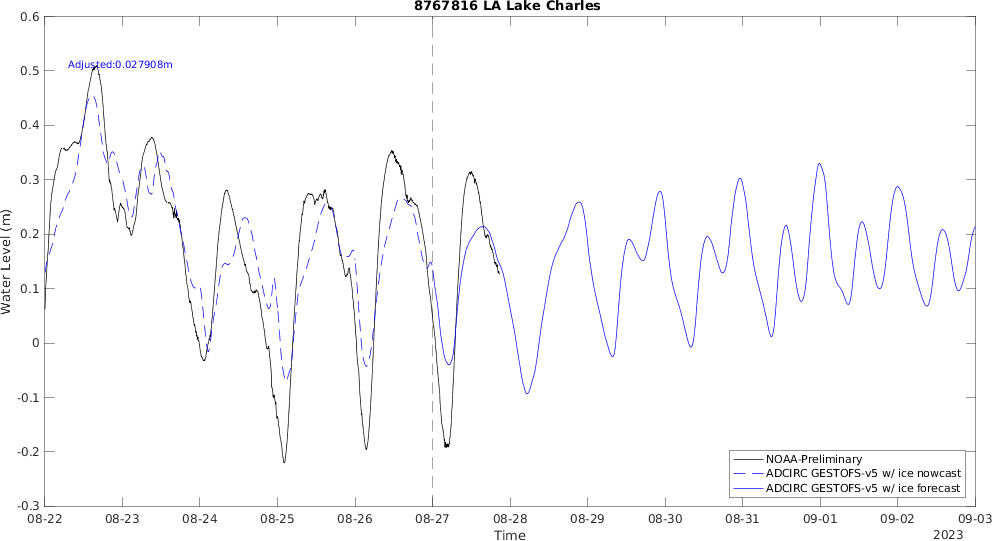 8767816 LA Lake Charles
Adjusted:0.027908m
Water Level (m)
0.6
0.5
0.4
0.3
0.2
0.1
0
-0.1
-0.2
-0.3
NOAA-Preliminary
ADCIRC GESTOFS-v5 w/ ice nowcast
ADCIRC GESTOFS-v5 w/ ice forecast
08-22 08-23 08-24 08-25 08-26 08-27 08-28 08-29 08-30 08-31 09-01 09-02 09-03
Time
2023